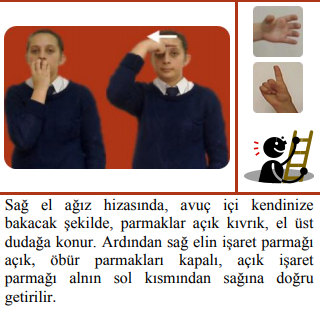 Sağ el ağız hizasında, avuç içi kendinize
bakacak şekilde, parmaklar açık kıvrık, el üst
dudağa konur. Ardından sağ elin işaret parmağı
açık, öbür parmakları kapalı, açık işaret
parmağı alnın sol kısmından sağına doğru
getirilir.